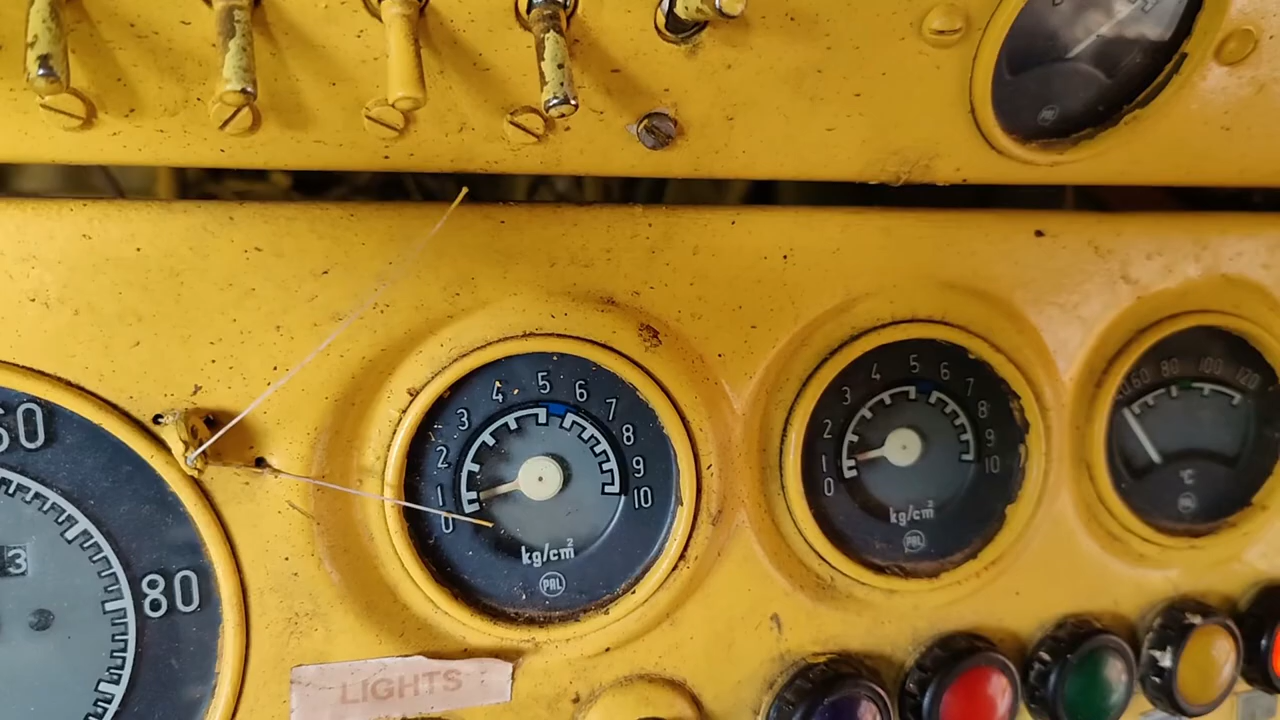 60
3
80
0 1 2 3 4 5 6 7 8 9 10
kg/cm²
PAL
0 1 2 3 4 5 6 7 8 9 10
kg/cm²
PAL
60 80 100 120
°C
LIGHTS